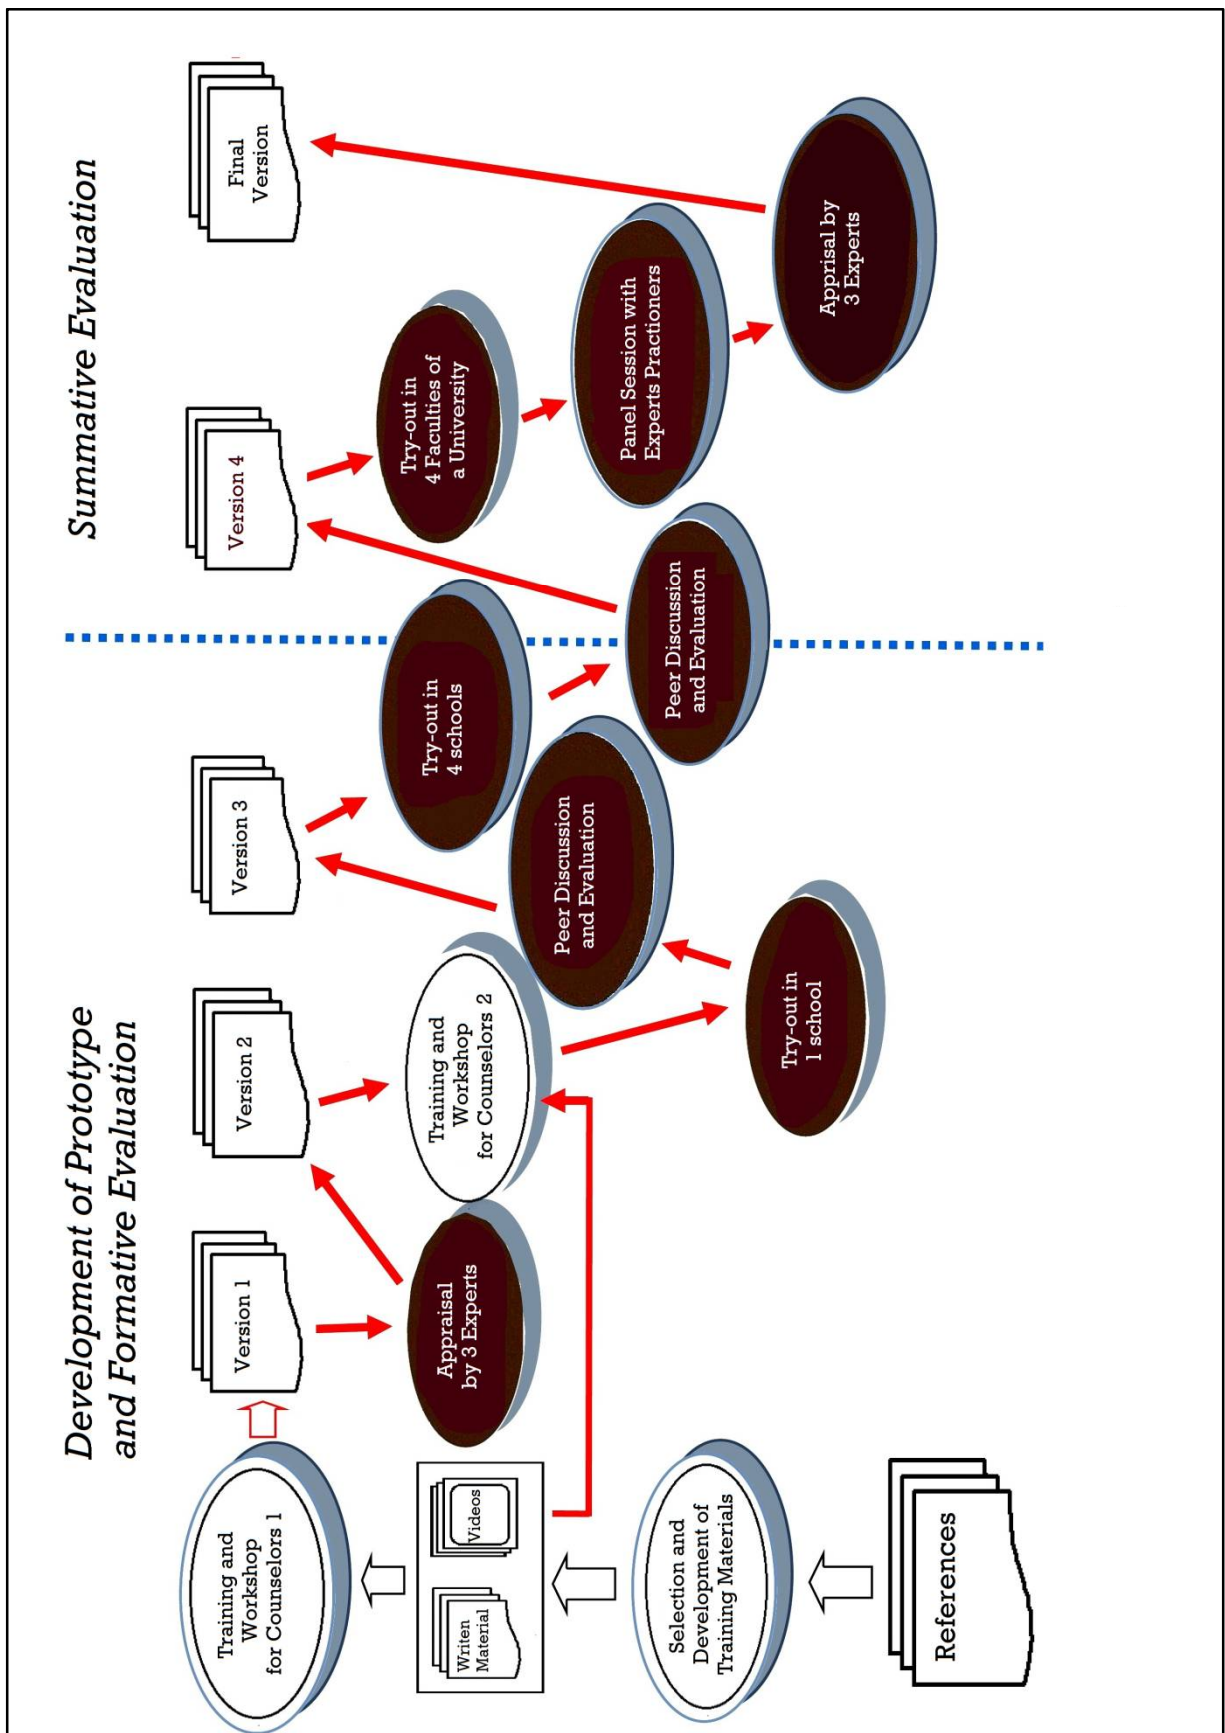 Development of Prototype
and Formative Evaluation
Summative Evaluation
Training and
Workshop
for Counselors 1
Version 1
Version 2
Version 3
Version 4
Final
Version
Writen
Material
Videos
Appraisal
by 3 Experts
Training and
Workshop
for Counselors 2
Try-out in
4 schools
Try-out in
4 Faculties of
a University
Peer Discussion
and Evaluation
Panel Session with
Experts Practioners
Selection and
Development of
Training Materials
Try-out in
1 school
Peer Discussion
and Evaluation
Apprisal by
3 Experts
References